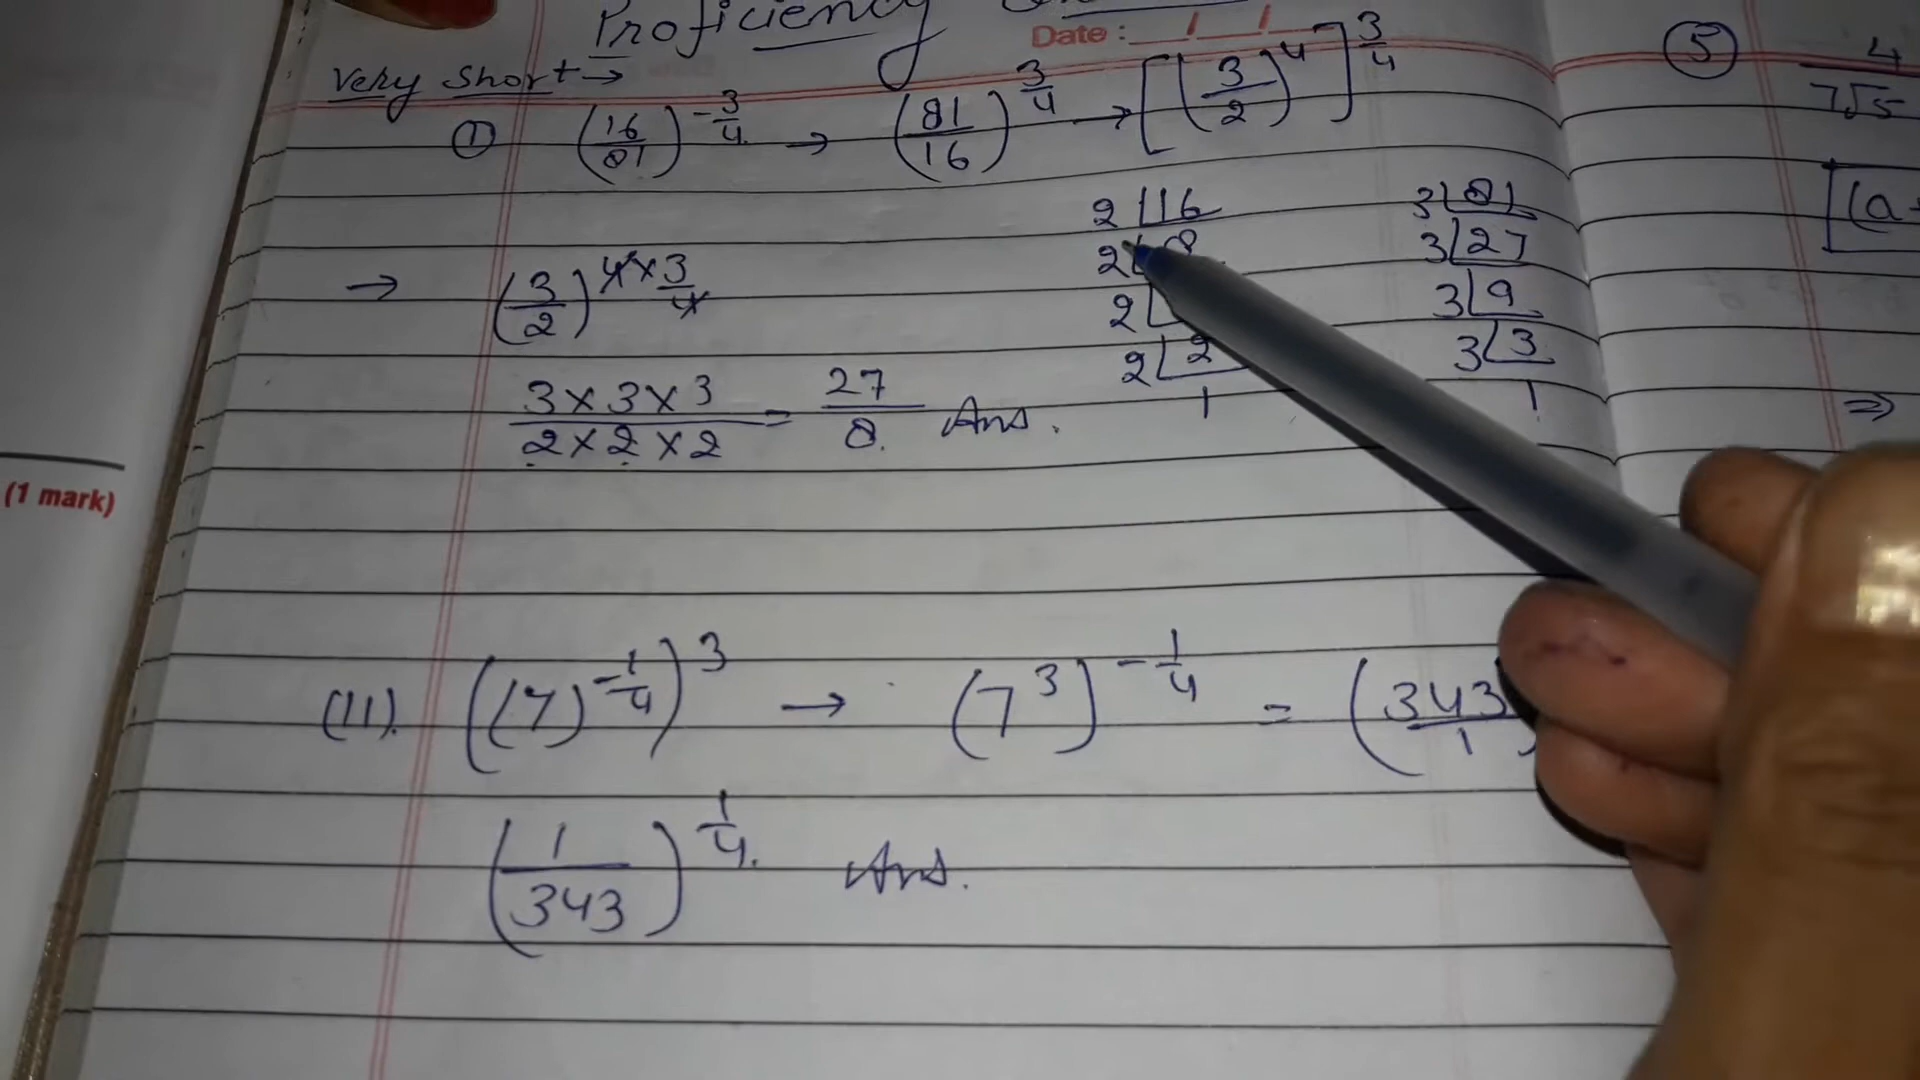 Proficiency
Date :
Very Short →
① (16/81)^-3/4 → (81/16)^3/4 → [(3/2)^4]^3/4
2|16 3|81
2|8 3|27
→ (3/2)^4×3/4 2| 3|9
2|2 3|3
3×3×3/2×2×2 = 27/8 Ans. 1 1
(1 mark)
(II). ((7)^-1/4)^3 → (7^3)^-1/4 = (343/1)
(1/343)^1/4. Ans.
⑤ 4/7√5
(a
⇒